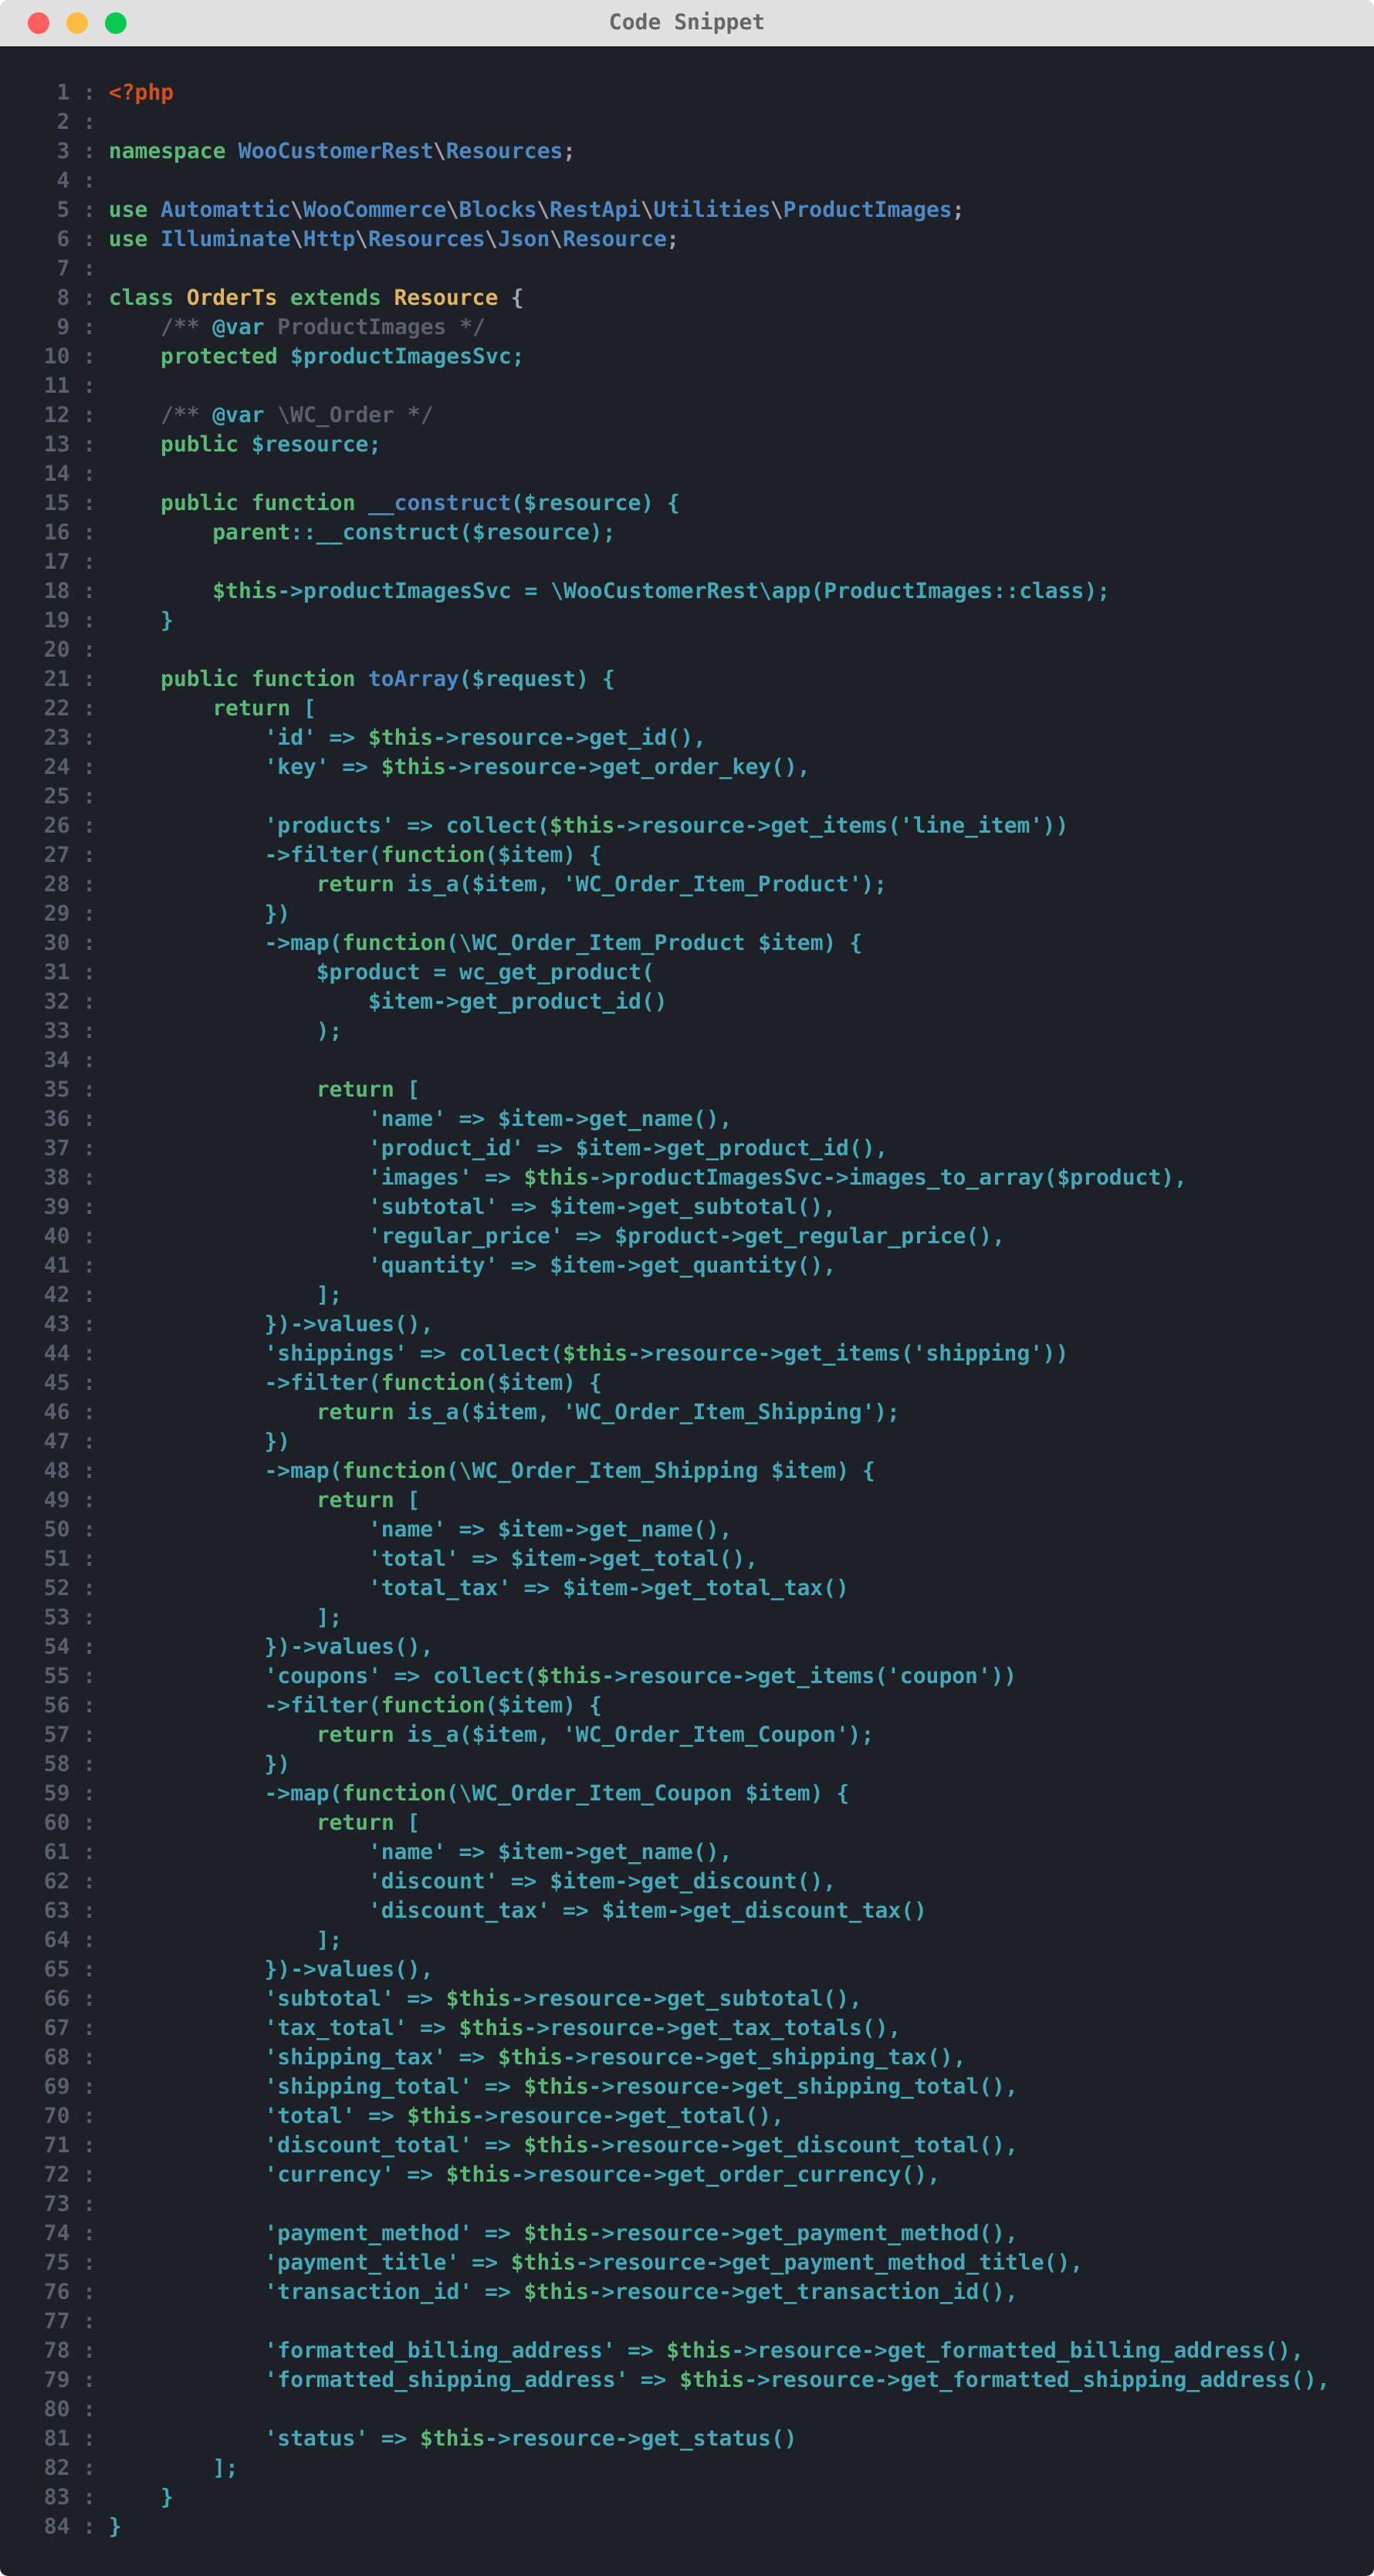 Code Snippet
1 : <?php
2 :
3 : namespace WooCustomerRest\Resources;
4 :
5 : use Automattic\WooCommerce\Blocks\RestApi\Utilities\ProductImages;
6 : use Illuminate\Http\Resources\Json\Resource;
7 :
8 : class OrderTs extends Resource {
9 :     /** @var ProductImages */
10 :     protected $productImagesSvc;
11 :
12 :     /** @var \WC_Order */
13 :     public $resource;
14 :
15 :     public function __construct($resource) {
16 :         parent::__construct($resource);
17 :
18 :         $this->productImagesSvc = \WooCustomerRest\app(ProductImages::class);
19 :     }
20 :
21 :     public function toArray($request) {
22 :         return [
23 :             'id' => $this->resource->get_id(),
24 :             'key' => $this->resource->get_order_key(),
25 :
26 :             'products' => collect($this->resource->get_items('line_item'))
27 :             ->filter(function($item) {
28 :                 return is_a($item, 'WC_Order_Item_Product');
29 :             })
30 :             ->map(function(\WC_Order_Item_Product $item) {
31 :                 $product = wc_get_product(
32 :                     $item->get_product_id()
33 :                 );
34 :
35 :                 return [
36 :                     'name' => $item->get_name(),
37 :                     'product_id' => $item->get_product_id(),
38 :                     'images' => $this->productImagesSvc->images_to_array($product),
39 :                     'subtotal' => $item->get_subtotal(),
40 :                     'regular_price' => $product->get_regular_price(),
41 :                     'quantity' => $item->get_quantity(),
42 :                 ];
43 :             })->values(),
44 :             'shippings' => collect($this->resource->get_items('shipping'))
45 :             ->filter(function($item) {
46 :                 return is_a($item, 'WC_Order_Item_Shipping');
47 :             })
48 :             ->map(function(\WC_Order_Item_Shipping $item) {
49 :                 return [
50 :                     'name' => $item->get_name(),
51 :                     'total' => $item->get_total(),
52 :                     'total_tax' => $item->get_total_tax()
53 :                 ];
54 :             })->values(),
55 :             'coupons' => collect($this->resource->get_items('coupon'))
56 :             ->filter(function($item) {
57 :                 return is_a($item, 'WC_Order_Item_Coupon');
58 :             })
59 :             ->map(function(\WC_Order_Item_Coupon $item) {
60 :                 return [
61 :                     'name' => $item->get_name(),
62 :                     'discount' => $item->get_discount(),
63 :                     'discount_tax' => $item->get_discount_tax()
64 :                 ];
65 :             })->values(),
66 :             'subtotal' => $this->resource->get_subtotal(),
67 :             'tax_total' => $this->resource->get_tax_totals(),
68 :             'shipping_tax' => $this->resource->get_shipping_tax(),
69 :             'shipping_total' => $this->resource->get_shipping_total(),
70 :             'total' => $this->resource->get_total(),
71 :             'discount_total' => $this->resource->get_discount_total(),
72 :             'currency' => $this->resource->get_order_currency(),
73 :
74 :             'payment_method' => $this->resource->get_payment_method(),
75 :             'payment_title' => $this->resource->get_payment_method_title(),
76 :             'transaction_id' => $this->resource->get_transaction_id(),
77 :
78 :             'formatted_billing_address' => $this->resource->get_formatted_billing_address(),
79 :             'formatted_shipping_address' => $this->resource->get_formatted_shipping_address(),
80 :
81 :             'status' => $this->resource->get_status()
82 :         ];
83 :     }
84 : }